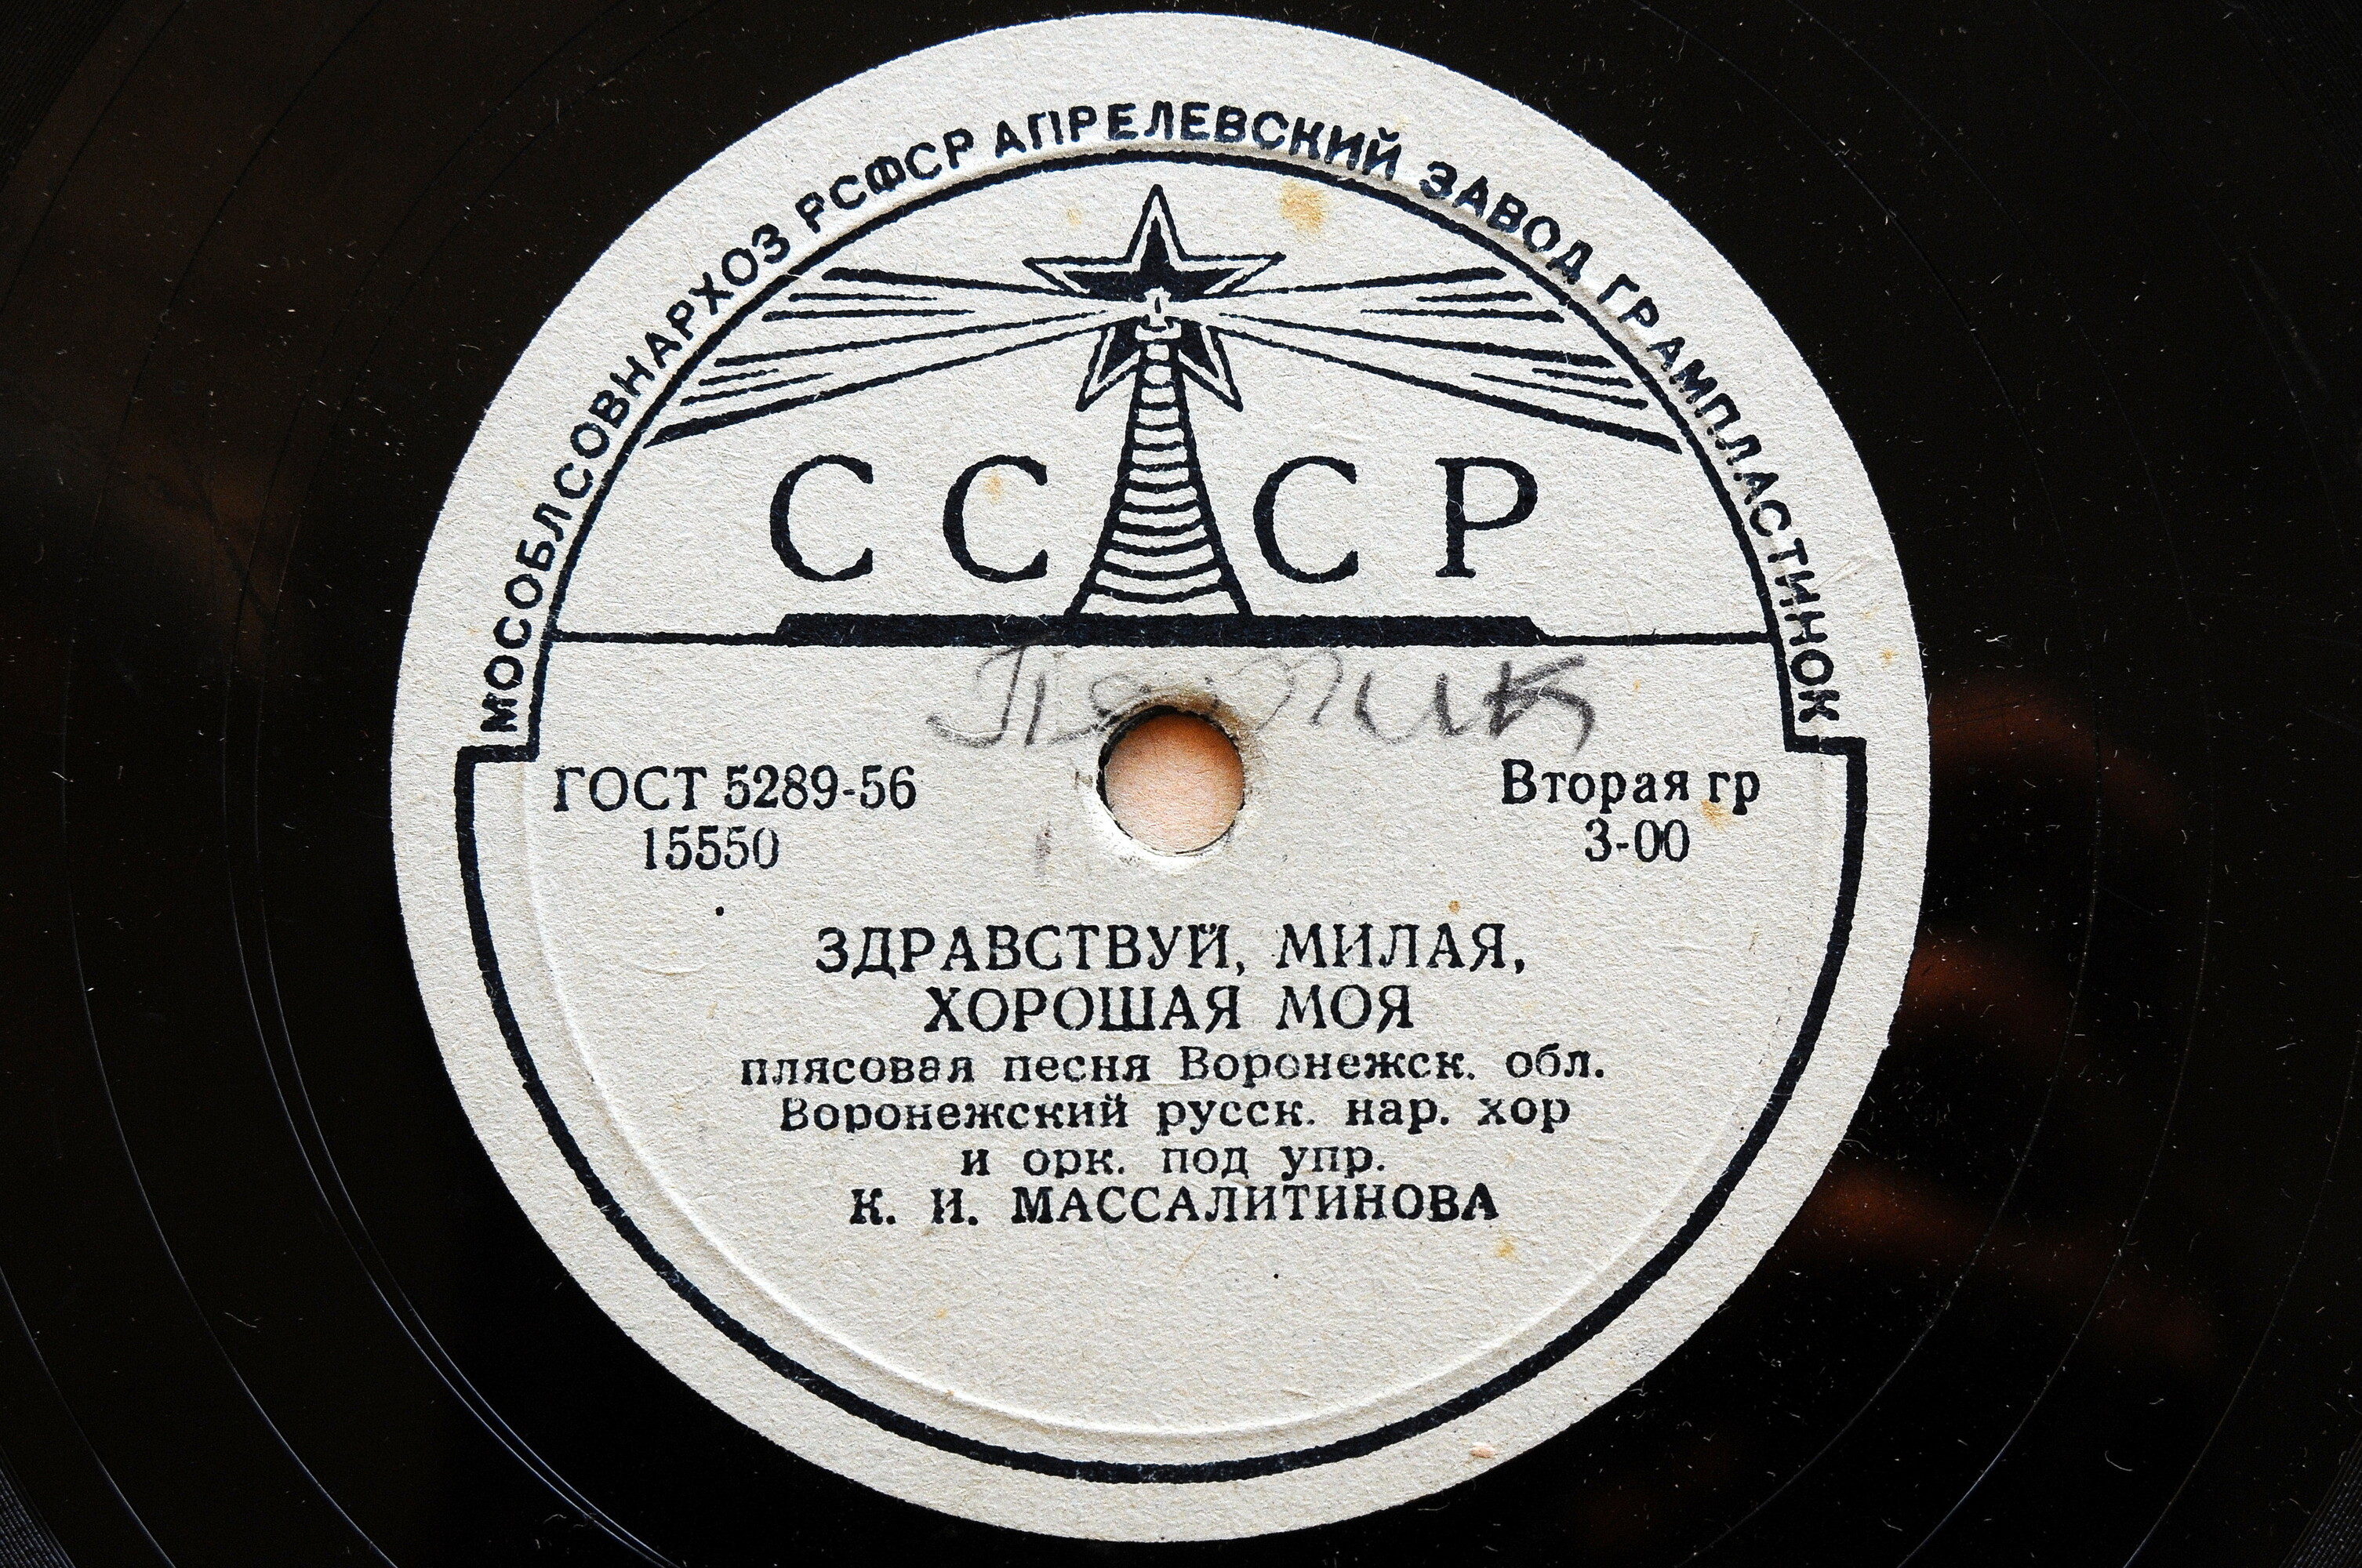 МОСОБЛСОВНАРХОЗ РСФСР АПРЕЛЕВСКИЙ ЗАВОД ГРАМПЛАСТИНОК
СССР
ГОСТ 5289-56
15550
Вторая гр
3-00
ЗДРАВСТВУЙ, МИЛАЯ,
ХОРОШАЯ МОЯ
плясовая песня Воронежск. обл.
Воронежский русск. нар. хор
и орк. под упр.
К. И. МАССАЛИТИНОВА